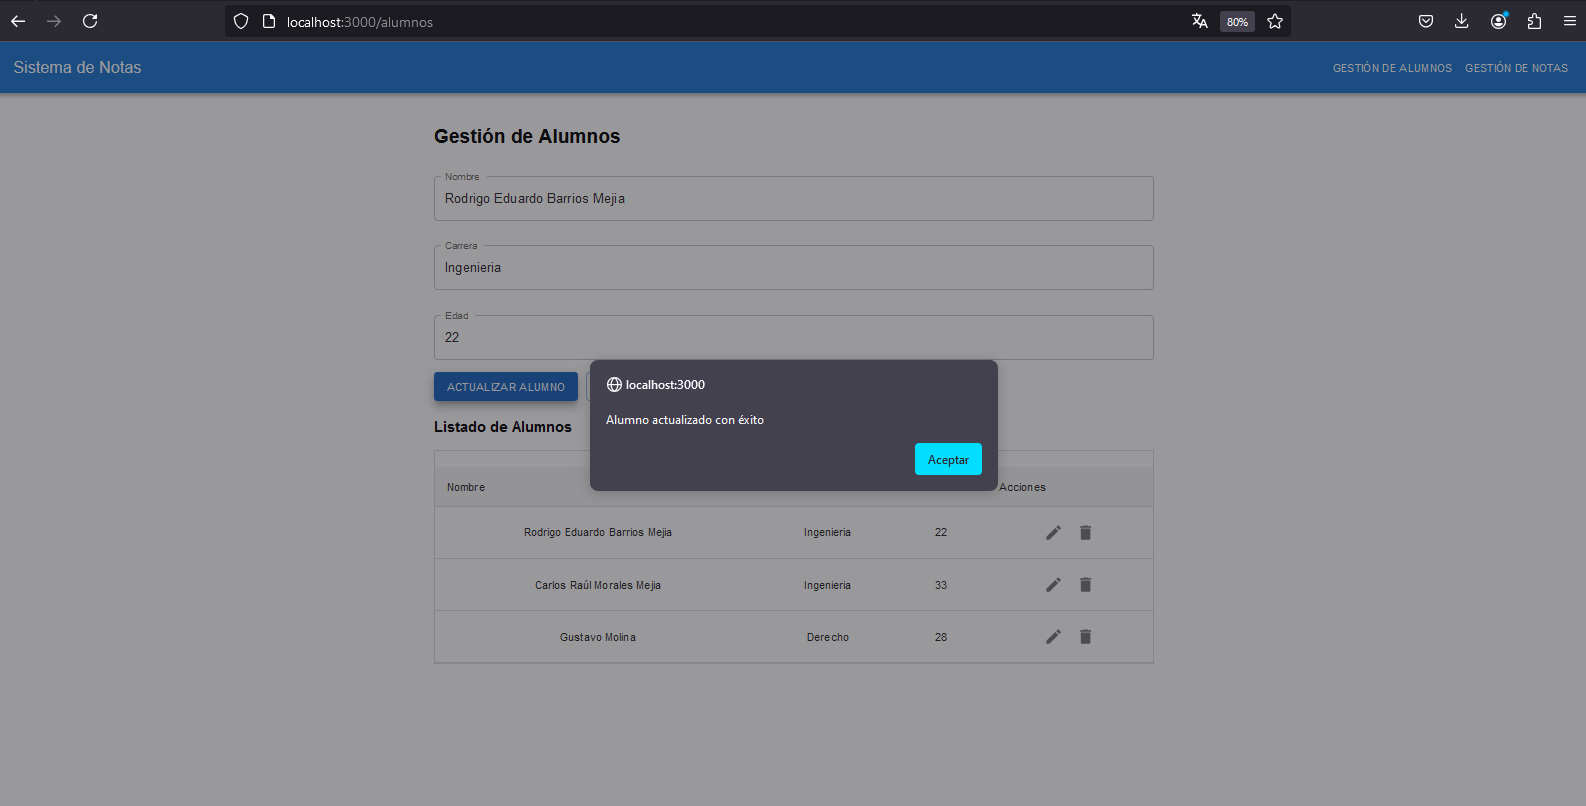 localhost:3000/alumnos
80%
Sistema de Notas
GESTIÓN DE ALUMNOS
GESTIÓN DE NOTAS
Gestión de Alumnos
Nombre
Rodrigo Eduardo Barrios Mejia
Carrera
Ingenieria
Edad
22
ACTUALIZAR ALUMNO
localhost:3000
Alumno actualizado con éxito
Aceptar
Listado de Alumnos
Nombre
Acciones
Rodrigo Eduardo Barrios Mejia
Ingenieria
22
Carlos Raúl Morales Mejia
Ingenieria
33
Gustavo Molina
Derecho
28